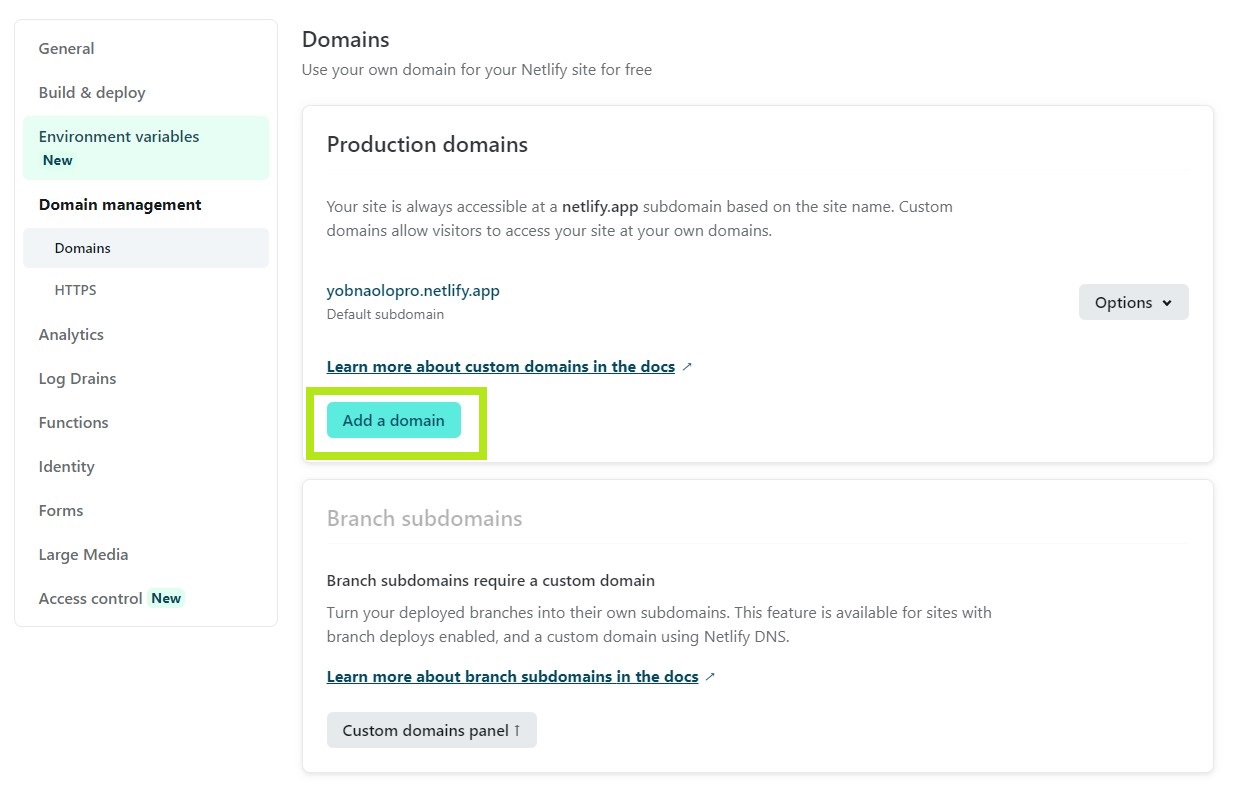 General
Build & deploy
Environment variables
New
Domain management
Domains
HTTPS
Analytics
Log Drains
Functions
Identity
Forms
Large Media
Access control New
Domains
Use your own domain for your Netlify site for free
Production domains
Your site is always accessible at a netlify.app subdomain based on the site name. Custom
domains allow visitors to access your site at your own domains.
yobnaolopro.netlify.app
Default subdomain
Options
Learn more about custom domains in the docs ↗
Add a domain
Branch subdomains
Branch subdomains require a custom domain
Turn your deployed branches into their own subdomains. This feature is available for sites with
branch deploys enabled, and a custom domain using Netlify DNS.
Learn more about branch subdomains in the docs ↗
Custom domains panel ↑